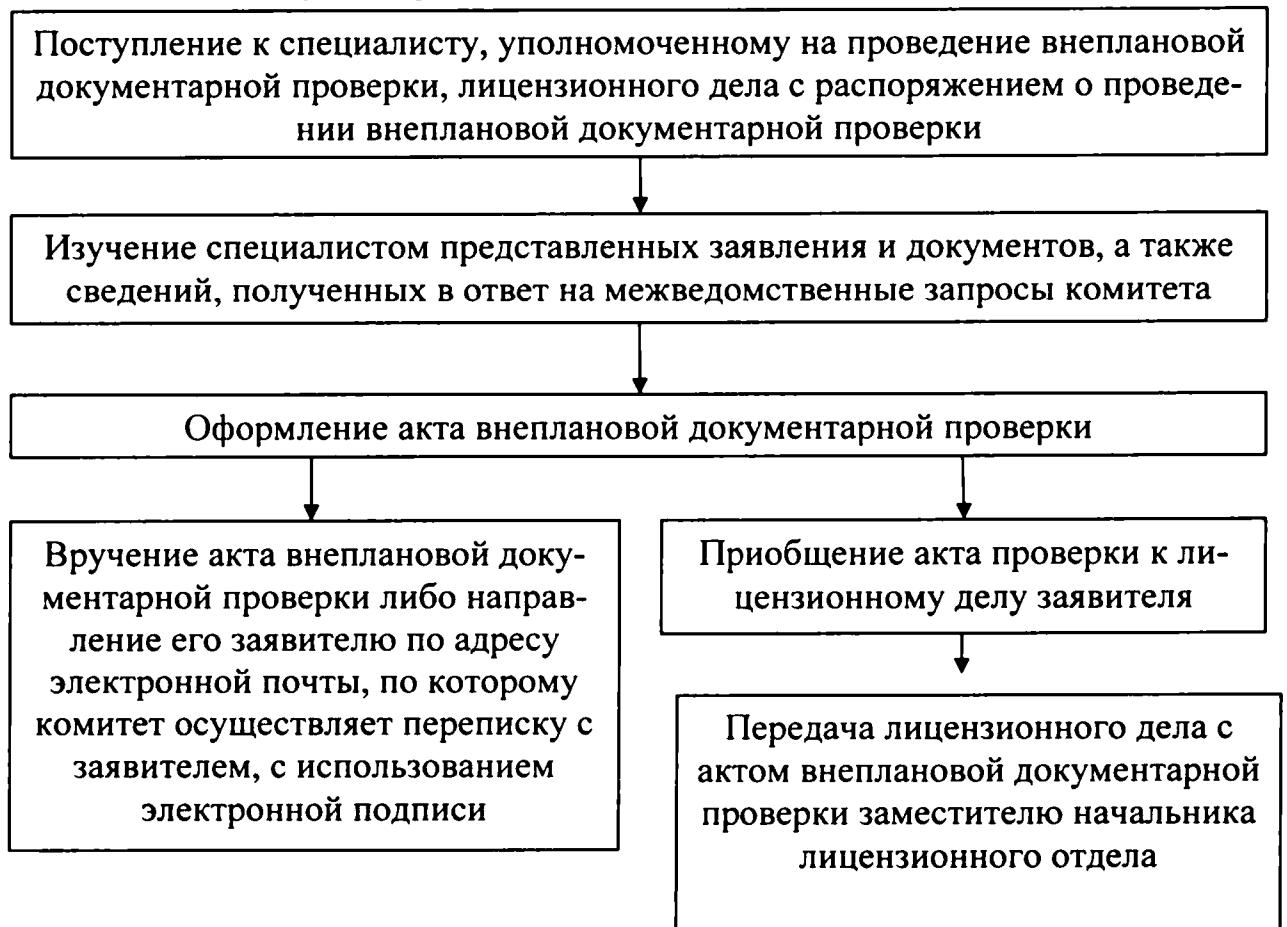 Поступление к специалисту, уполномоченному на проведение внеплановой
документарной проверки, лицензионного дела с распоряжением о проведе-
нии внеплановой документарной проверки
Изучение специалистом представленных заявления и документов, а также
сведений, полученных в ответ на межведомственные запросы комитета
Оформление акта внеплановой документарной проверки
Вручение акта внеплановой доку-
ментарной проверки либо направ-
ление его заявителю по адресу
электронной почты, по которому
комитет осуществляет переписку с
заявителем, с использованием
электронной подписи
Приобщение акта проверки к ли-
цензионному делу заявителя
Передача лицензионного дела с
актом внеплановой документарной
проверки заместителю начальника
лицензионного отдела